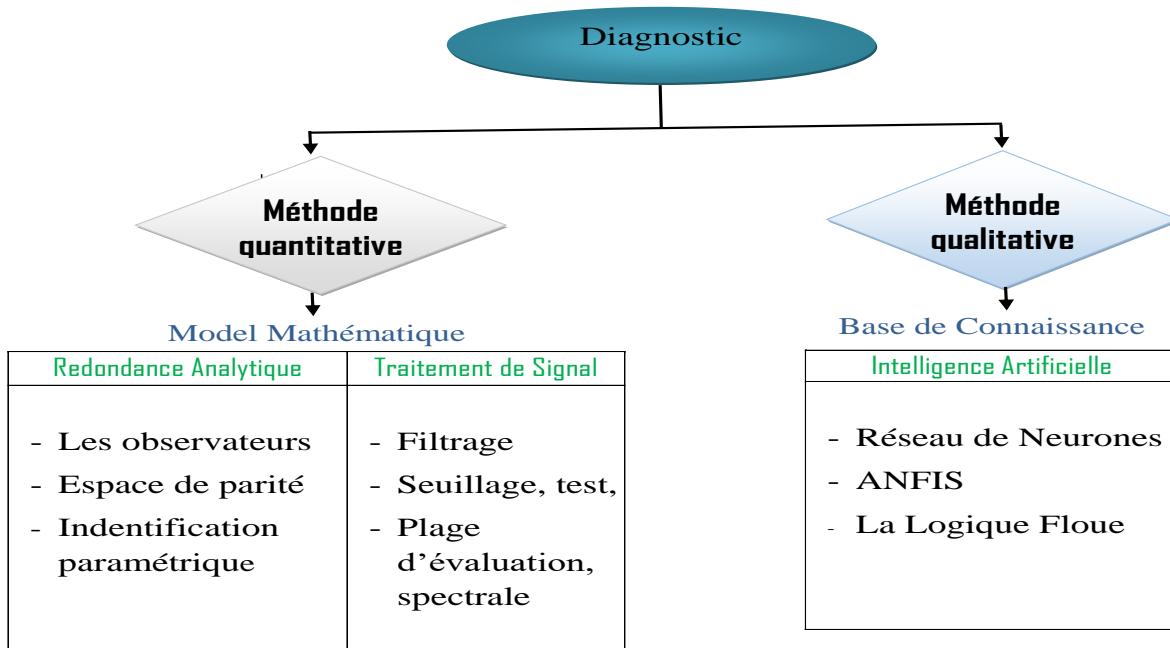 Diagnostic
Méthode
quantitative
Méthode
qualitative
Model Mathématique
Base de Connaissance
Redondance Analytique
Traitement de Signal
Intelligence Artificielle
- Les observateurs
- Espace de parité
- Indentification
paramétrique
- Filtrage
- Seuillage, test,
- Plage
d’évaluation,
spectrale
- Réseau de Neurones
- ANFIS
- La Logique Floue